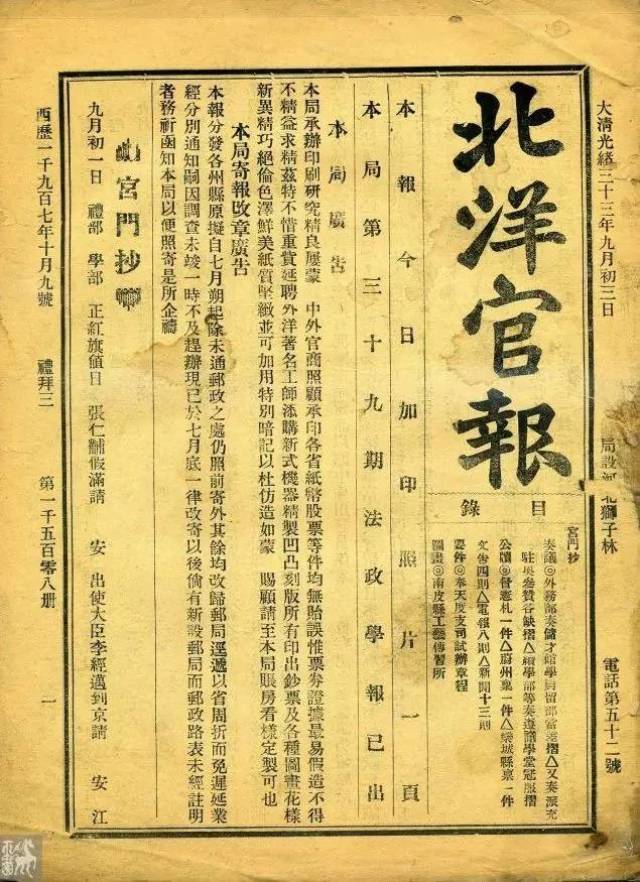 大清光緒三十三年九月初三日
局設
北獅子林
電話第五十二號
北洋官報
目錄
宮門抄
奏議◎外務部奏儲才館學員留部當差摺△又奏派充
駐奧參贊各缺摺△續學部等奏遵議學堂冠服摺
公牘◎督憲札一件△蔚州稟一件△欒城縣稟一件
文告四則△電報八則△新聞十三則
要件◎奉天度支司試辦章程
圖畫◎南皮縣工藝傳習所
本報今日加印照片一頁
本局第三十九期法政學報已出
本局廣告
本局承辦印刷研究精良屢蒙 中外官商照顧承印各省紙幣股票等件均無貽誤惟票券證據最易假造不得
不精益求精茲特不惜重貲延聘外洋著名工師添購新式機器精製凹凸刻版所有印出鈔票及各種圖畫花樣
新異精巧絕倫色澤鮮美紙質堅緻並可加用特別暗記以杜仿造如蒙 賜顧請至本局賬房看樣定製可也
本局寄報改章廣告
本報分發各州縣原擬自七月朔起除未通郵政之處仍照前寄外其餘均改歸郵局逕遞以省周折而免遲延業
經分別通知嗣因調查未竣一時不及趕辦現已於七月底一律改寄以後倘有新設郵局而郵政路表未經註明
者務祈函知本局以便照寄是所企禱
宮門抄
九月初一日 禮部 學部 正紅旗値日 張仁黼假滿請 安 出使大臣李經邁到京請 安 江
西歷一千九百七年十月九號 禮拜三 第一千五百零八册 一